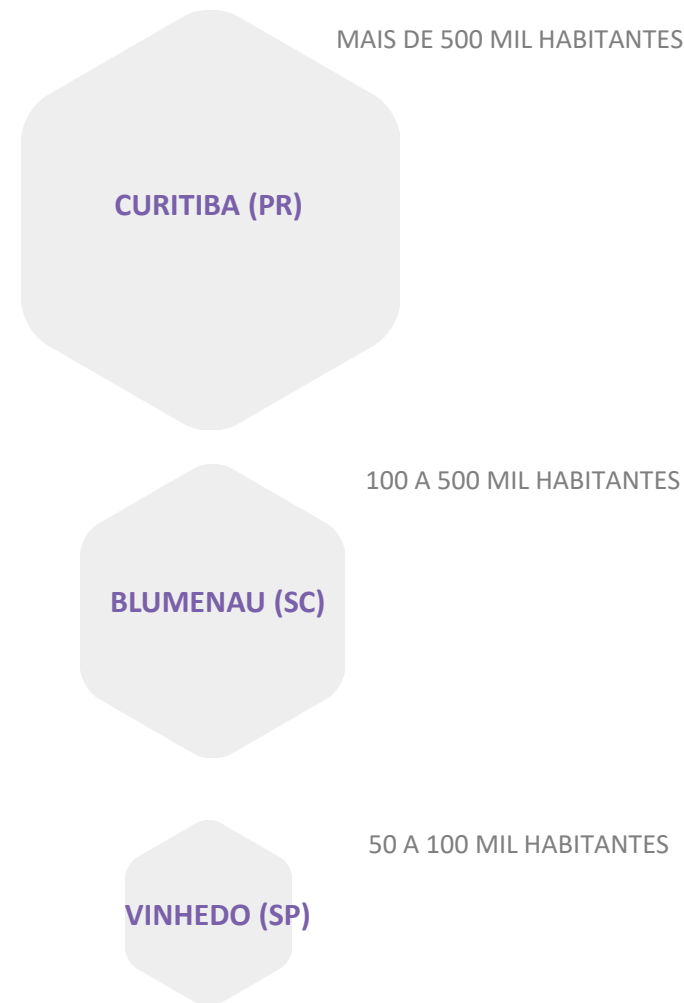 MAIS DE 500 MIL HABITANTES
CURITIBA (PR)
100 A 500 MIL HABITANTES
BLUMENAU (SC)
50 A 100 MIL HABITANTES
VINHEDO (SP)